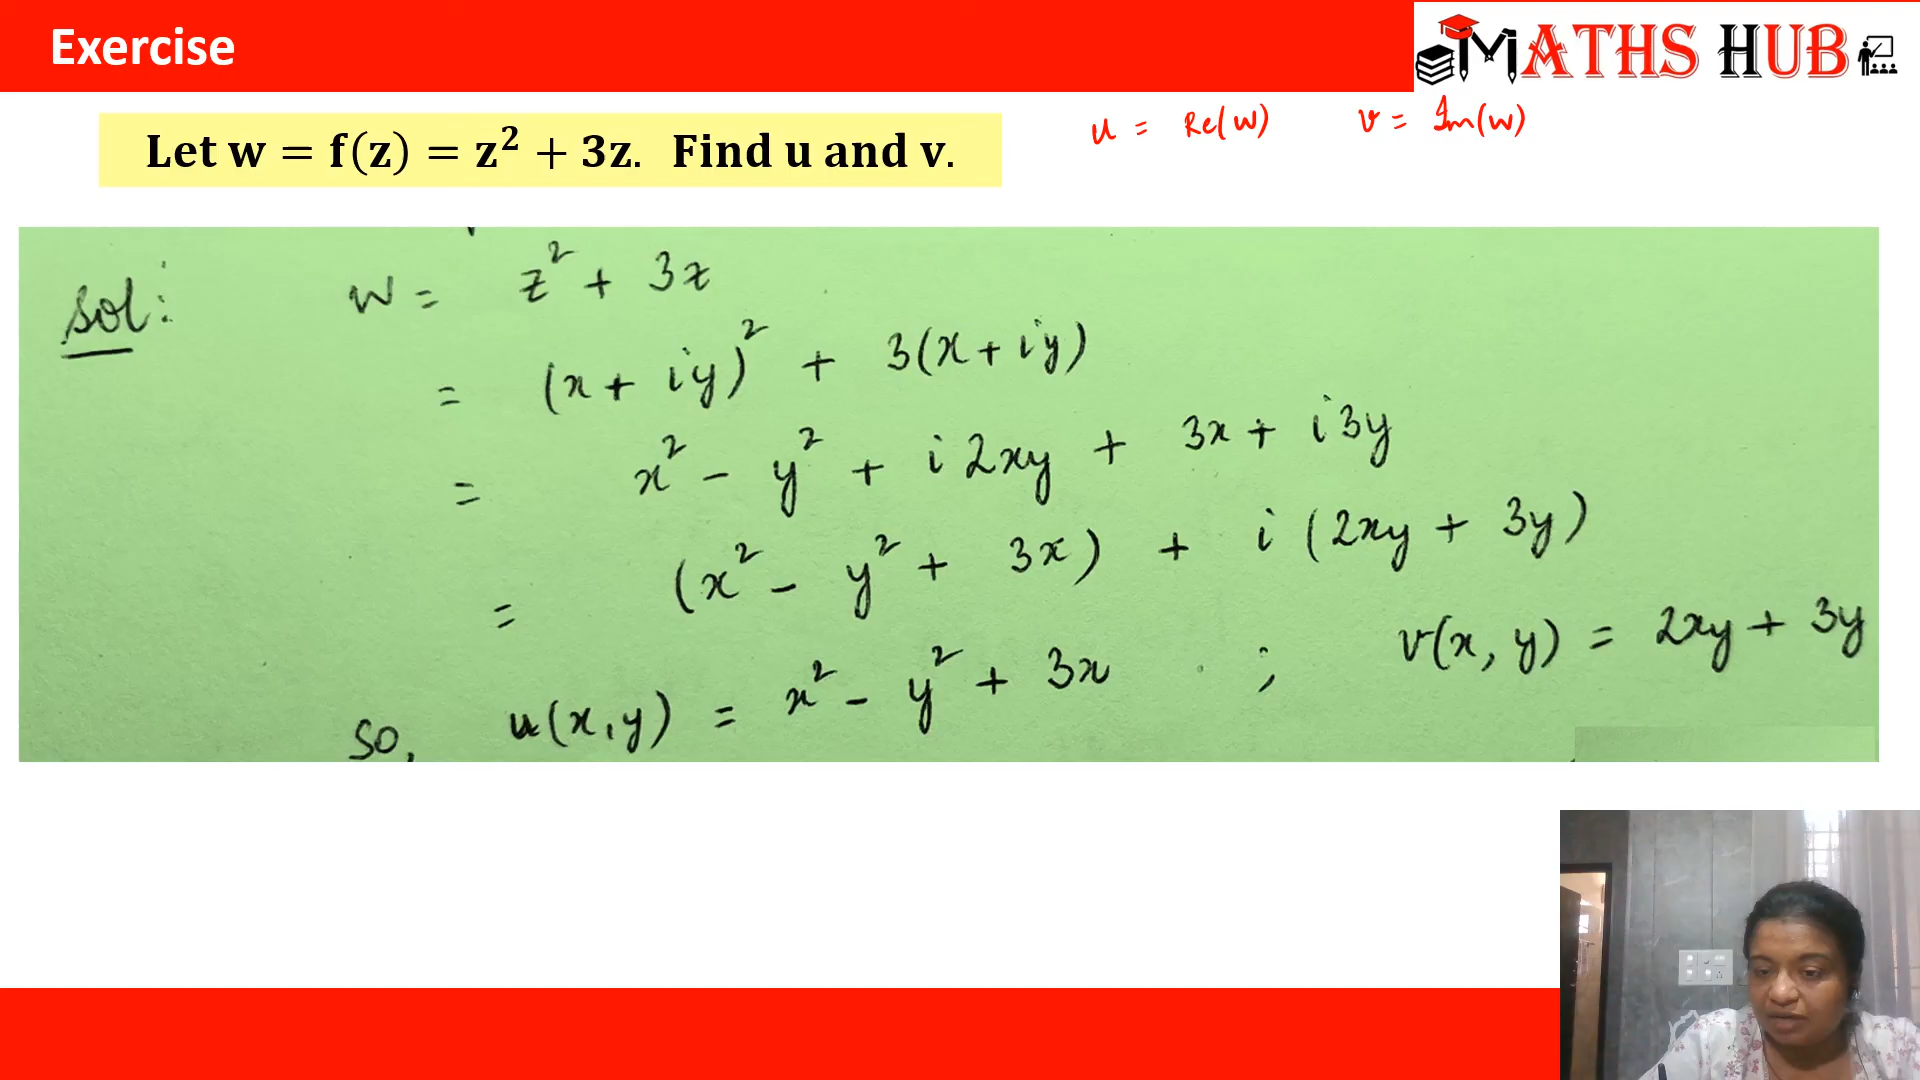 Exercise
MATHS HUB
Let w = f(z) = z² + 3z. Find u and v.
u = Re(w) v = Im(w)
Sol: w = z² + 3z
= (x + iy)² + 3(x + iy)
= x² - y² + i 2xy + 3x + i 3y
= (x² - y² + 3x) + i (2xy + 3y)
So, u(x, y) = x² - y² + 3x ; v(x, y) = 2xy + 3y